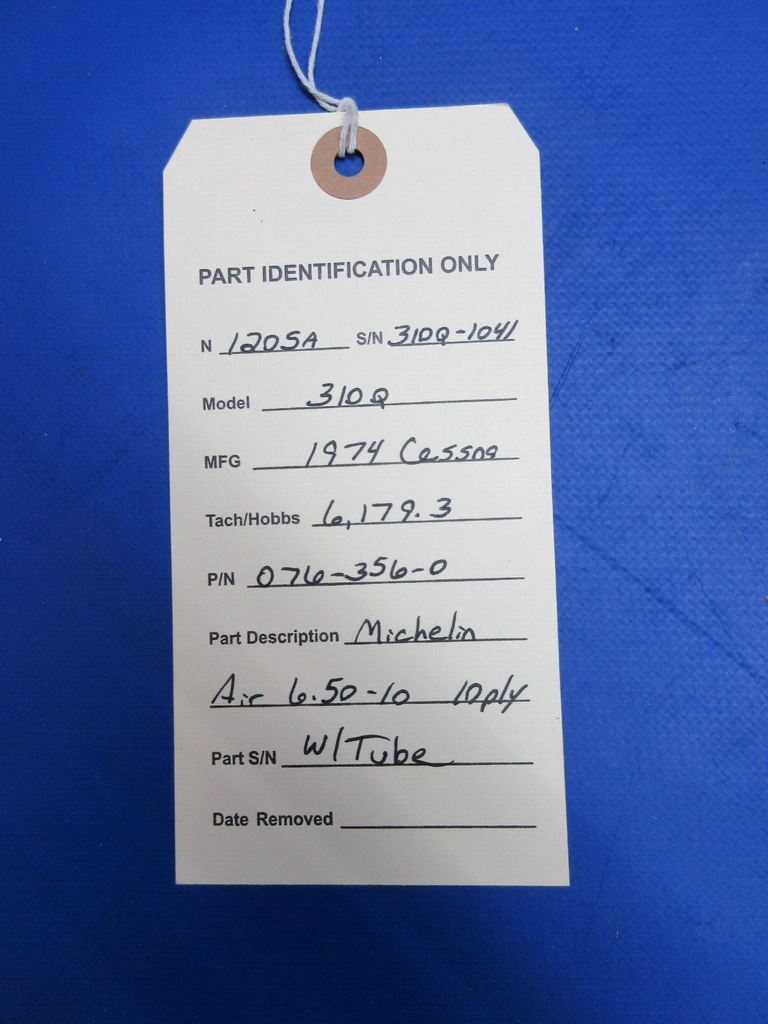 PART IDENTIFICATION ONLY
N 1205A S/N 310Q-1041
Model 310Q
MFG 1974 Cessna
Tach/Hobbs 6,179.3
P/N 076-356-0
Part Description Michelin
Air 6.50-10 10ply
Part S/N W/Tube
Date Removed